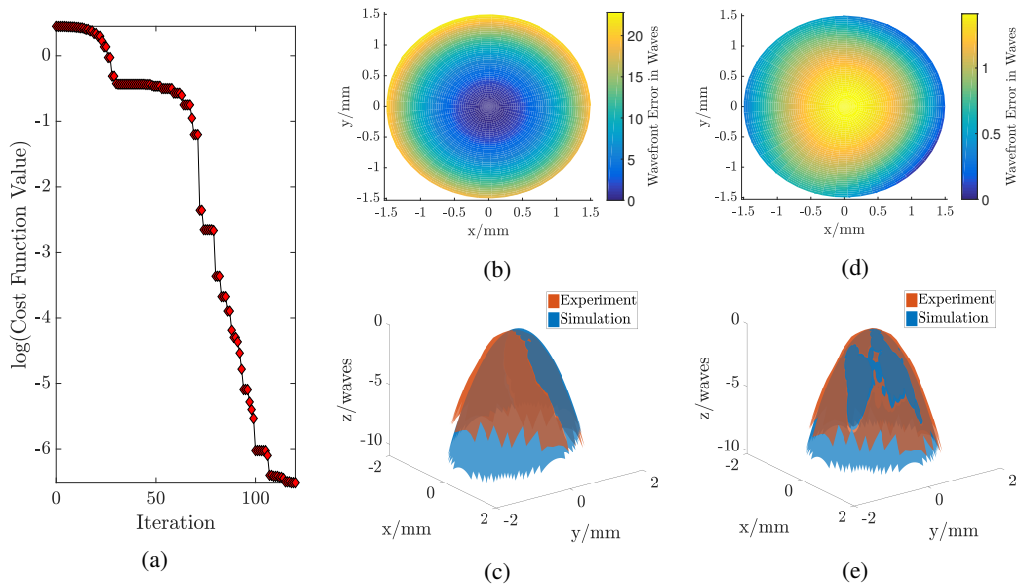 log(Cost Function Value)
0
-1
-2
-3
-4
-5
-6
0
50
100
Iteration
(a)
y/mm
1.5
1
0.5
0
-0.5
-1
-1.5
-1.5
-1
-0.5
0
0.5
1
1.5
x/mm
20
15
10
5
0
Wavefront Error in Waves
(b)
y/mm
1.5
1
0.5
0
-0.5
-1
-1.5
-1.5
-1
-0.5
0
0.5
1
1.5
x/mm
1
0.5
0
Wavefront Error in Waves
(d)
Experiment
Simulation
z/waves
0
-5
-10
-2
0
2
x/mm
-2
0
2
y/mm
(c)
Experiment
Simulation
z/waves
0
-5
-10
-2
0
2
x/mm
-2
0
2
y/mm
(e)